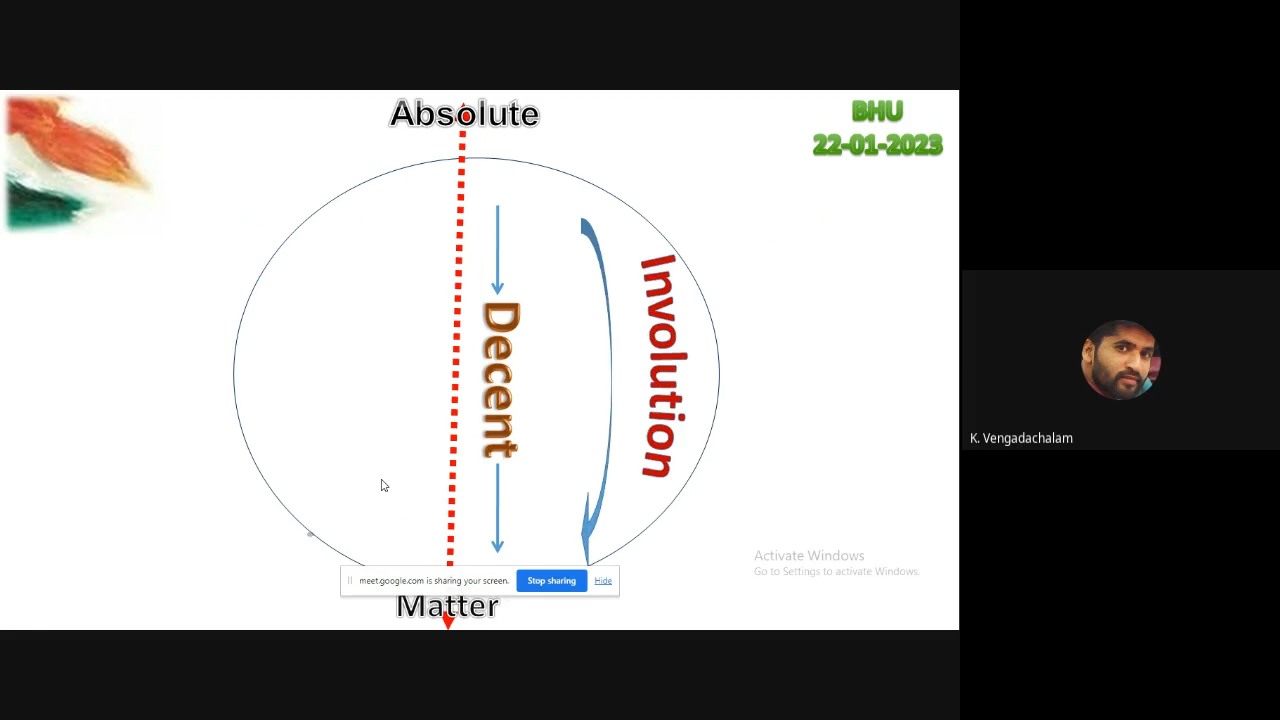 Absolute
BHU
22-01-2023
Decent
Involution
K. Vengadachalam
Activate Windows
Go to Settings to activate Windows.
meet.google.com is sharing your screen.
Stop sharing
Hide
Matter